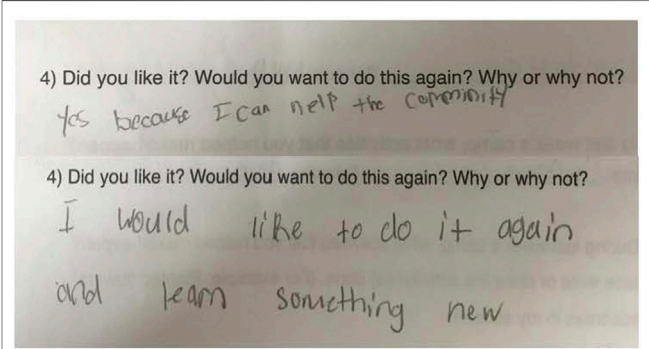 4) Did you like it? Would you want to do this again? Why or why not?
Yes because I can help the comminity
4) Did you like it? Would you want to do this again? Why or why not?
I would like to do it again
and learn something new